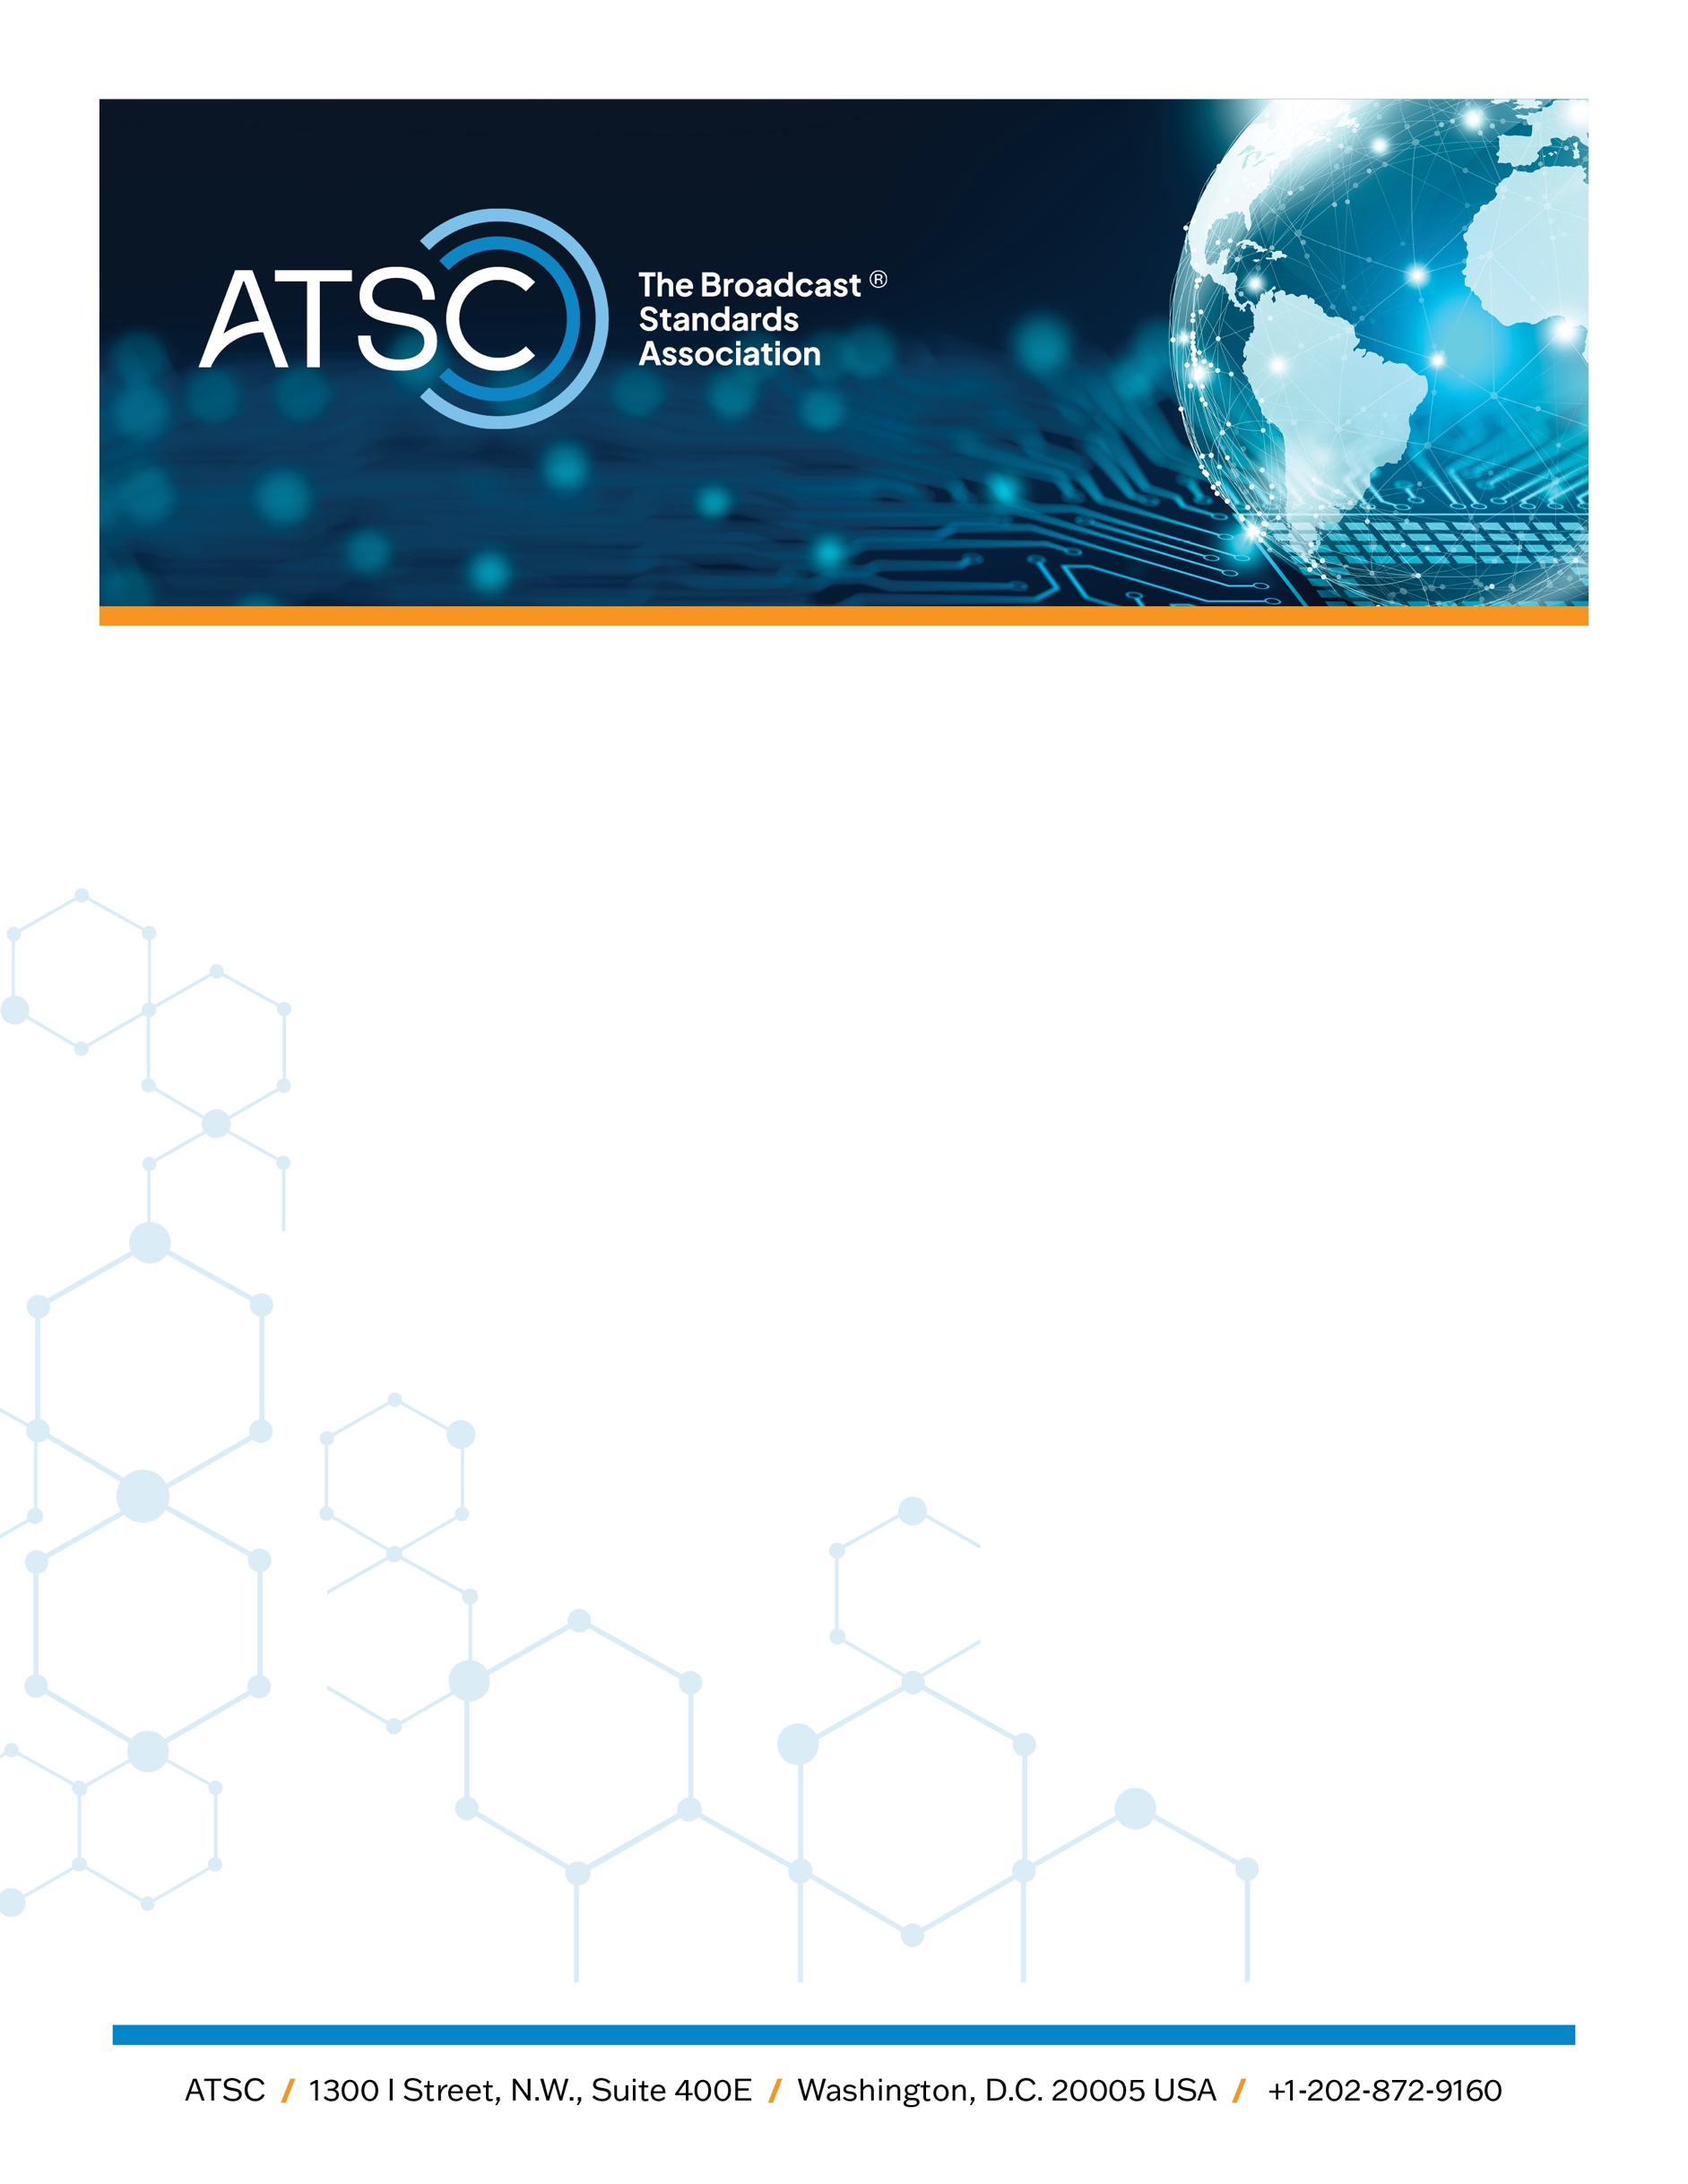 ATSC
The Broadcast ®
Standards
Association
ATSC / 1300 I Street, N.W., Suite 400E / Washington, D.C. 20005 USA / +1-202-872-9160